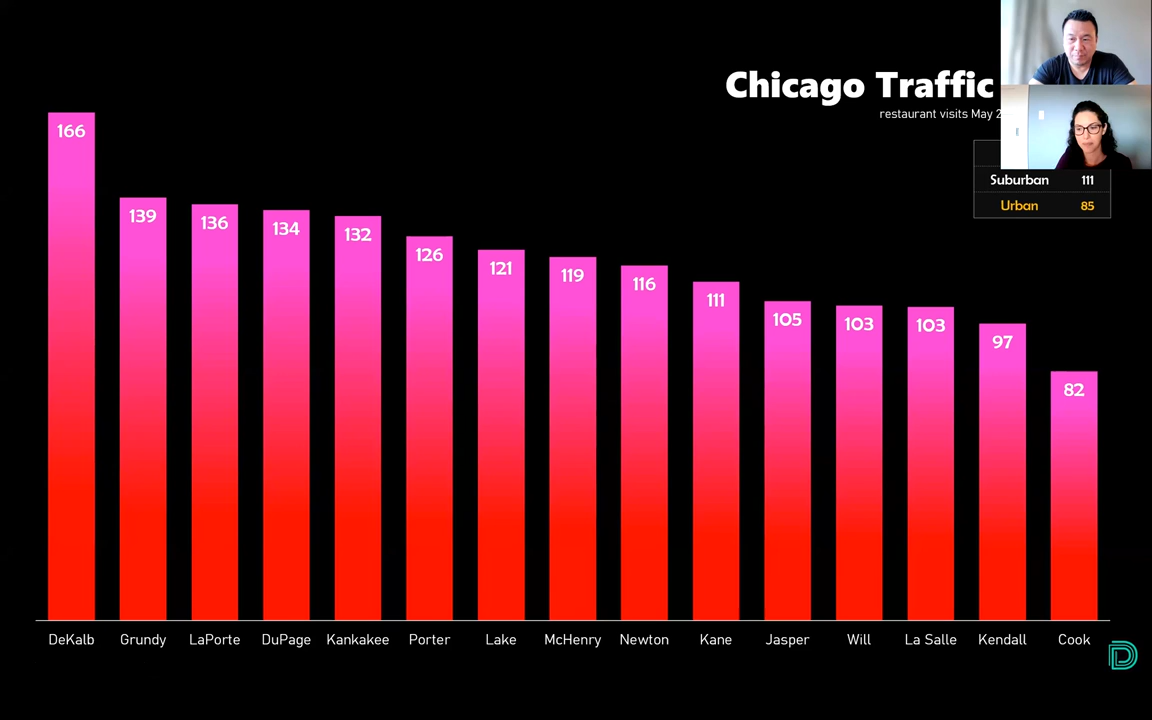 Chicago Traffic
restaurant visits May
Suburban 111
Urban 85
166 139 136 134 132 126 121 119 116 111 105 103 103 97 82
DeKalb Grundy LaPorte DuPage Kankakee Porter Lake McHenry Newton Kane Jasper Will La Salle Kendall Cook